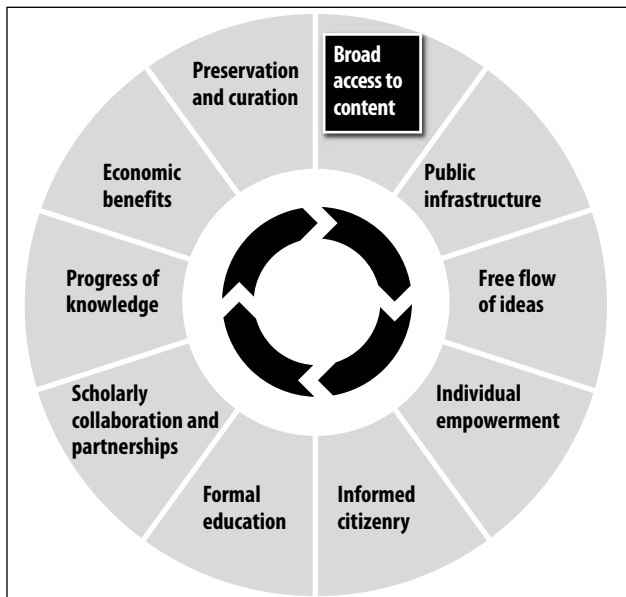 Broad
access to
content
Public
infrastructure
Free flow
of ideas
Individual
empowerment
Informed
citizenry
Formal
education
Scholarly
collaboration and
partnerships
Progress of
knowledge
Economic
benefits
Preservation
and curation